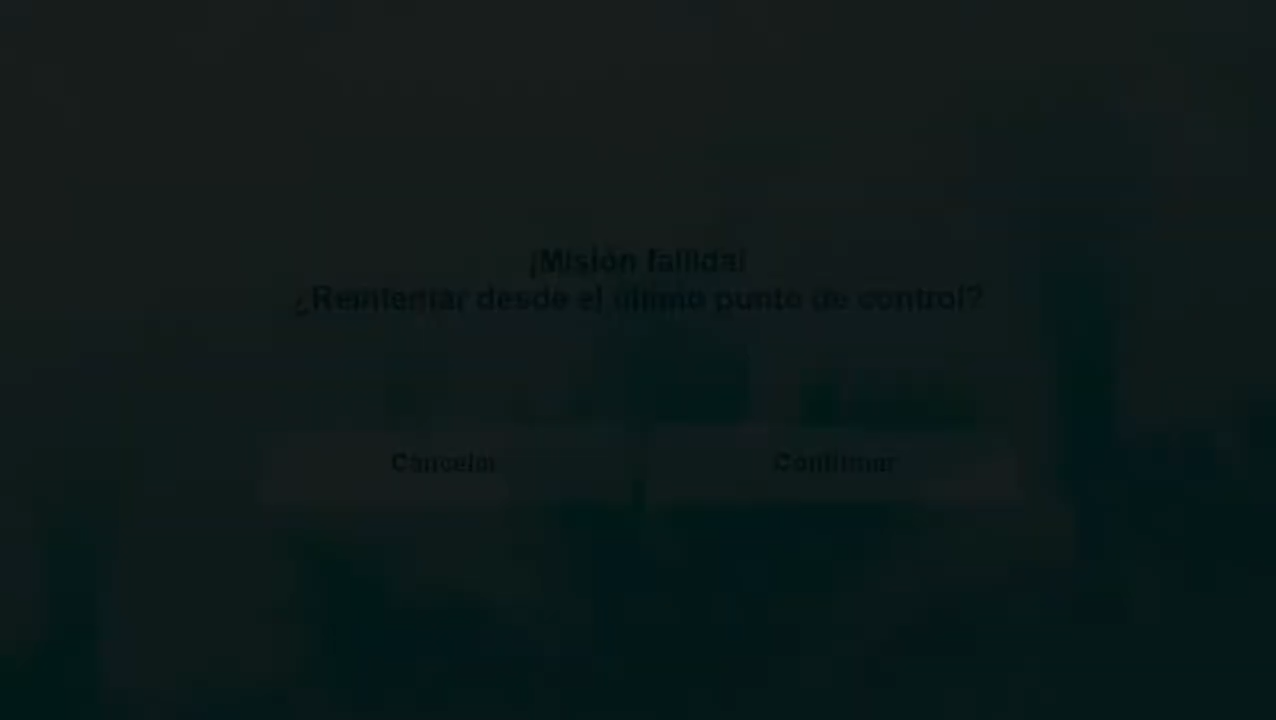 ¡Misión fallida!
¿Reintentar desde el último punto de control?
Cancelar
Confirmar